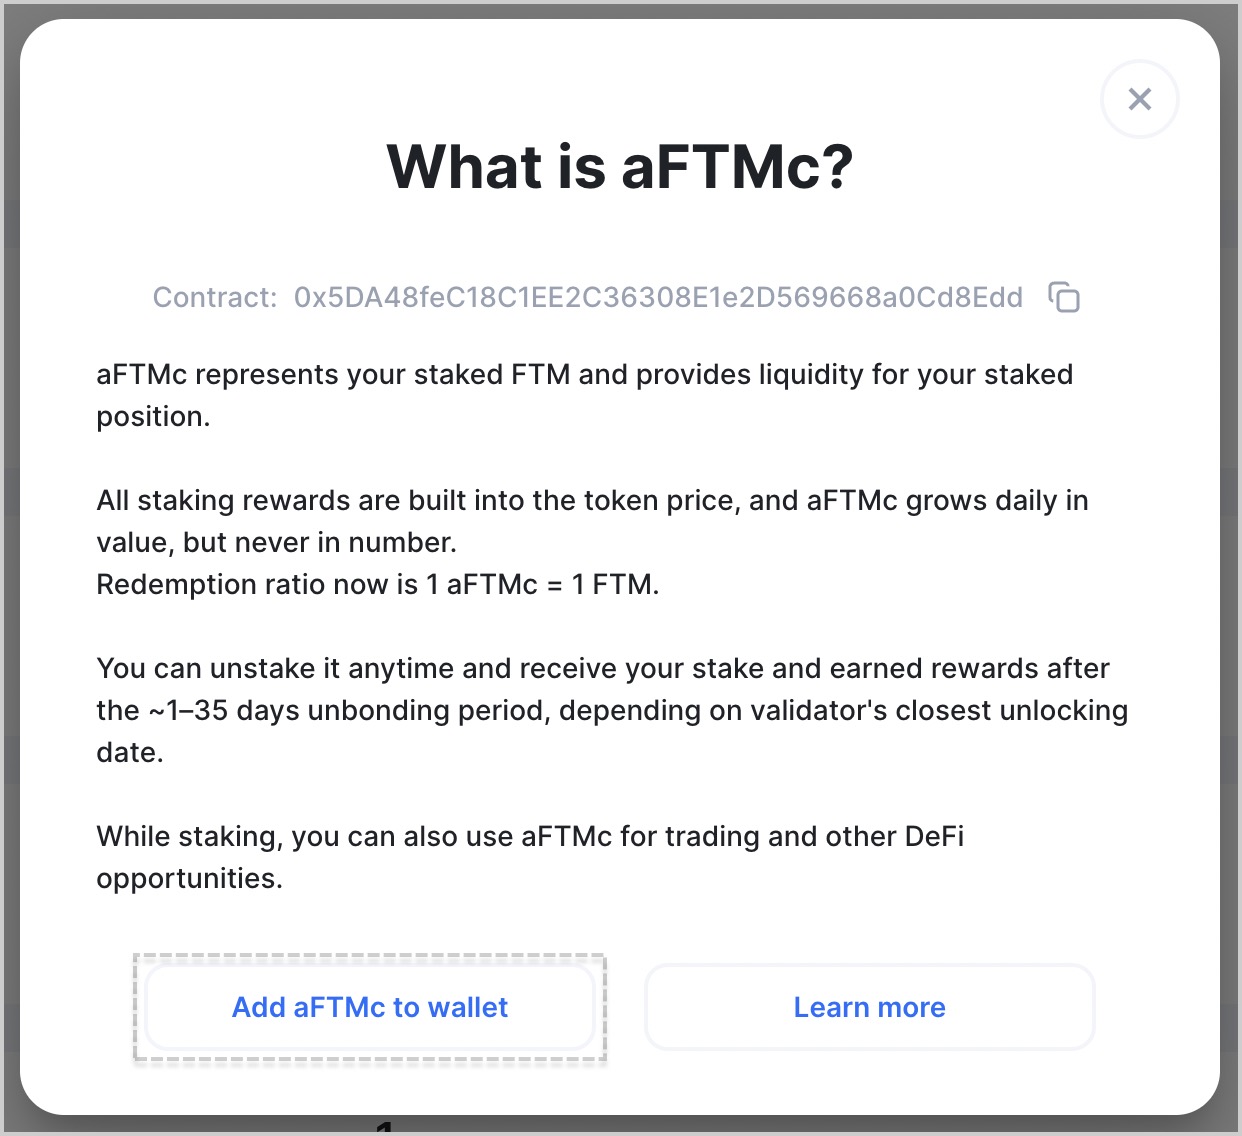 What is aFTMc?
Contract: 0x5DA48feC18C1EE2C36308E1e2D569668a0Cd8Edd
aFTMc represents your staked FTM and provides liquidity for your staked
position.
All staking rewards are built into the token price, and aFTMc grows daily in
value, but never in number.
Redemption ratio now is 1 aFTMc = 1 FTM.
You can unstake it anytime and receive your stake and earned rewards after
the ~1–35 days unbonding period, depending on validator's closest unlocking
date.
While staking, you can also use aFTMc for trading and other DeFi
opportunities.
Add aFTMc to wallet Learn more